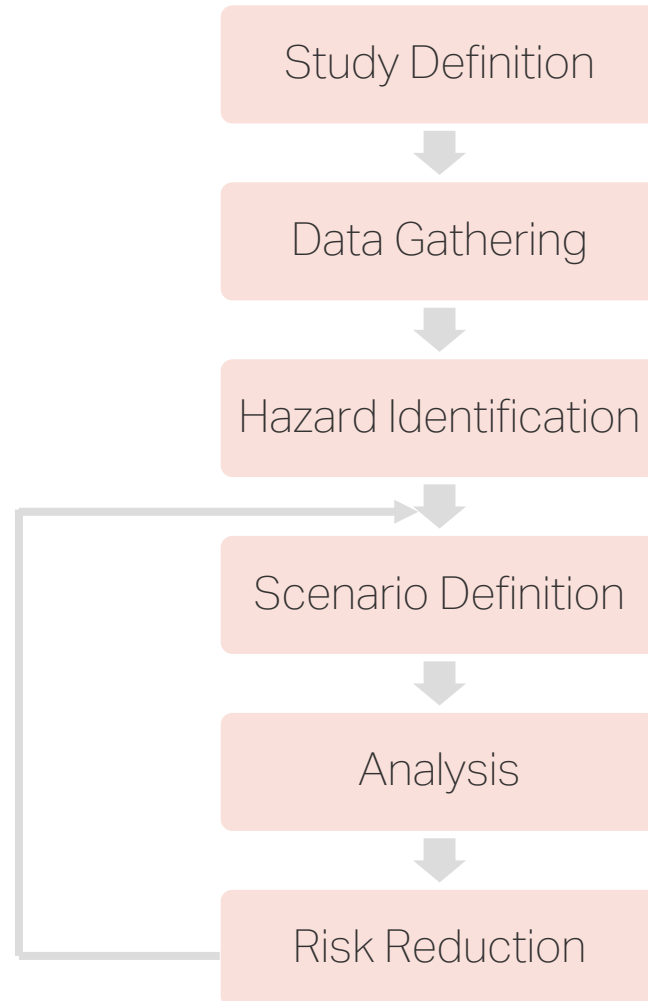 Study Definition
Data Gathering
Hazard Identification
Scenario Definition
Analysis
Risk Reduction